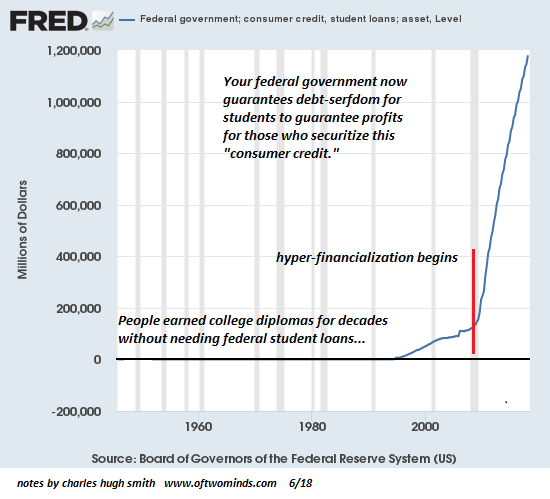 FRED
Federal government; consumer credit, student loans; asset, Level
1,200,000
1,000,000
800,000
600,000
400,000
200,000
0
-200,000
Millions of Dollars
Your federal government now
guarantees debt-serfdom for
students to guarantee profits
for those who securitize this
"consumer credit."
hyper-financialization begins
People earned college diplomas for decades
without needing federal student loans...
1960
1980
2000
Source: Board of Governors of the Federal Reserve System (US)
notes by charles hugh smith www.oftwominds.com 6/18